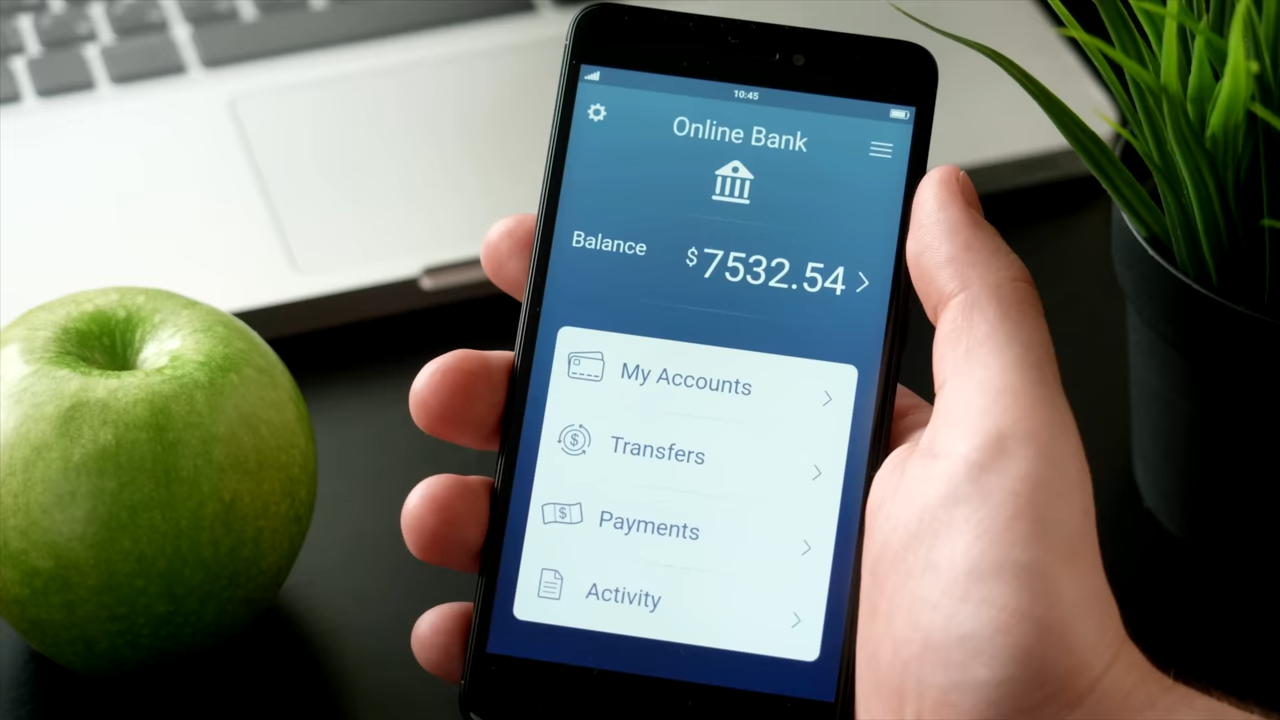 10:45
Online Bank
Balance $7532.54
My Accounts
Transfers
Payments
Activity